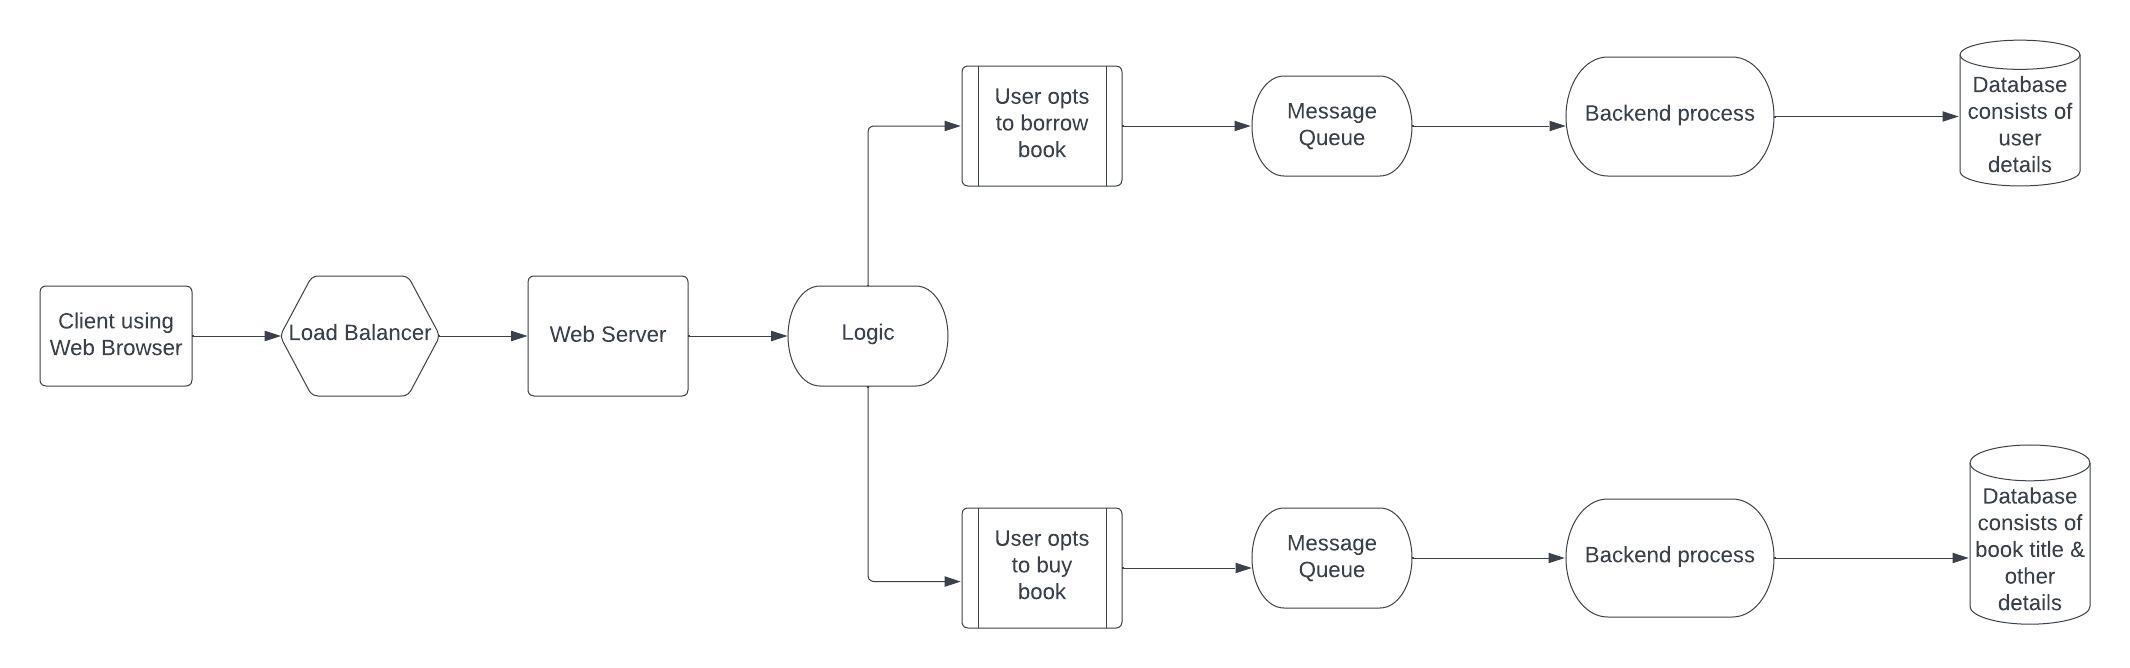 User opts
to borrow
book
Message
Queue
Backend process
Database
consists of
user
details
Client using
Web Browser
Load Balancer
Web Server
Logic
User opts
to buy
book
Message
Queue
Backend process
Database
consists of
book title &
other
details